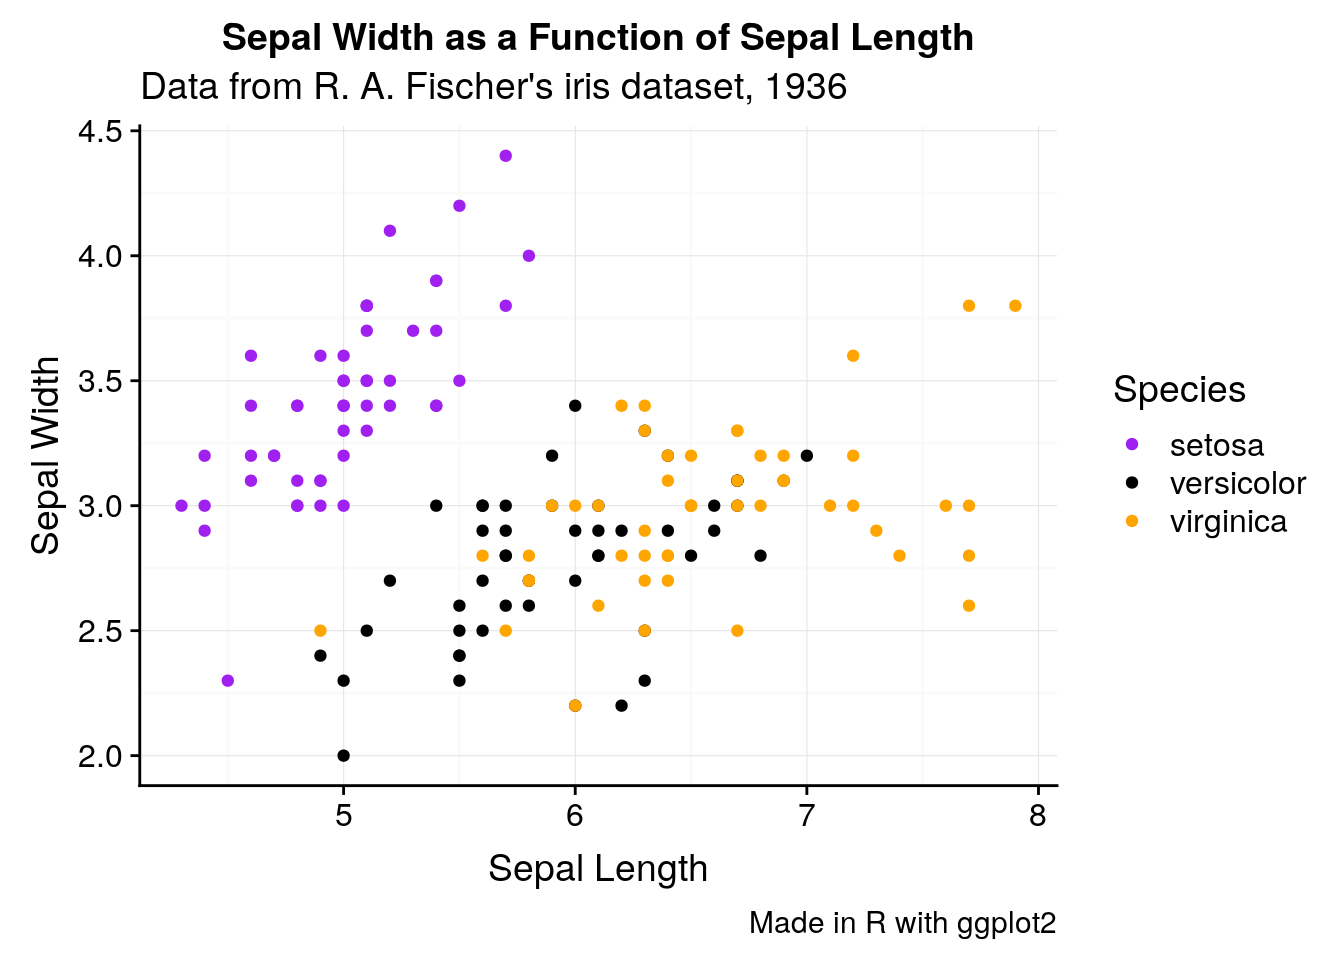 Sepal Width as a Function of Sepal Length
Data from R. A. Fischer's iris dataset, 1936
4.5
4.0
3.5
3.0
2.5
2.0
Sepal Width
5 6 7 8
Sepal Length
Species
setosa
versicolor
virginica
Made in R with ggplot2